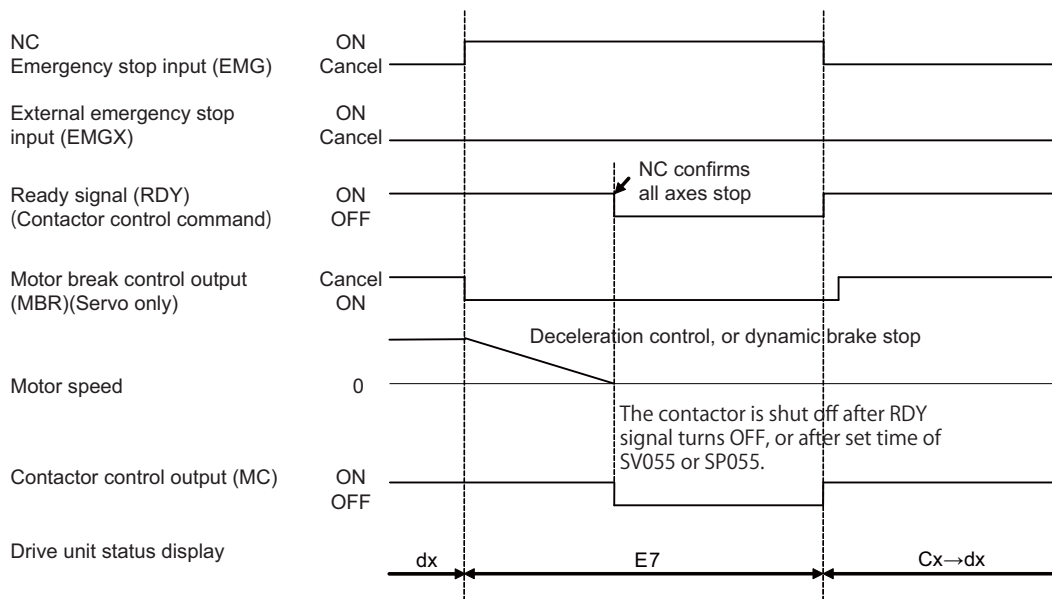 NC
Emergency stop input (EMG)
ON
Cancel
External emergency stop
input (EMGX)
ON
Cancel
Ready signal (RDY)
(Contactor control command)
ON
OFF
NC confirms
all axes stop
Motor break control output
(MBR)(Servo only)
Cancel
ON
Deceleration control, or dynamic brake stop
Motor speed
0
The contactor is shut off after RDY
signal turns OFF, or after set time of
SV055 or SP055.
Contactor control output (MC)
ON
OFF
Drive unit status display
dx
E7
Cx→dx